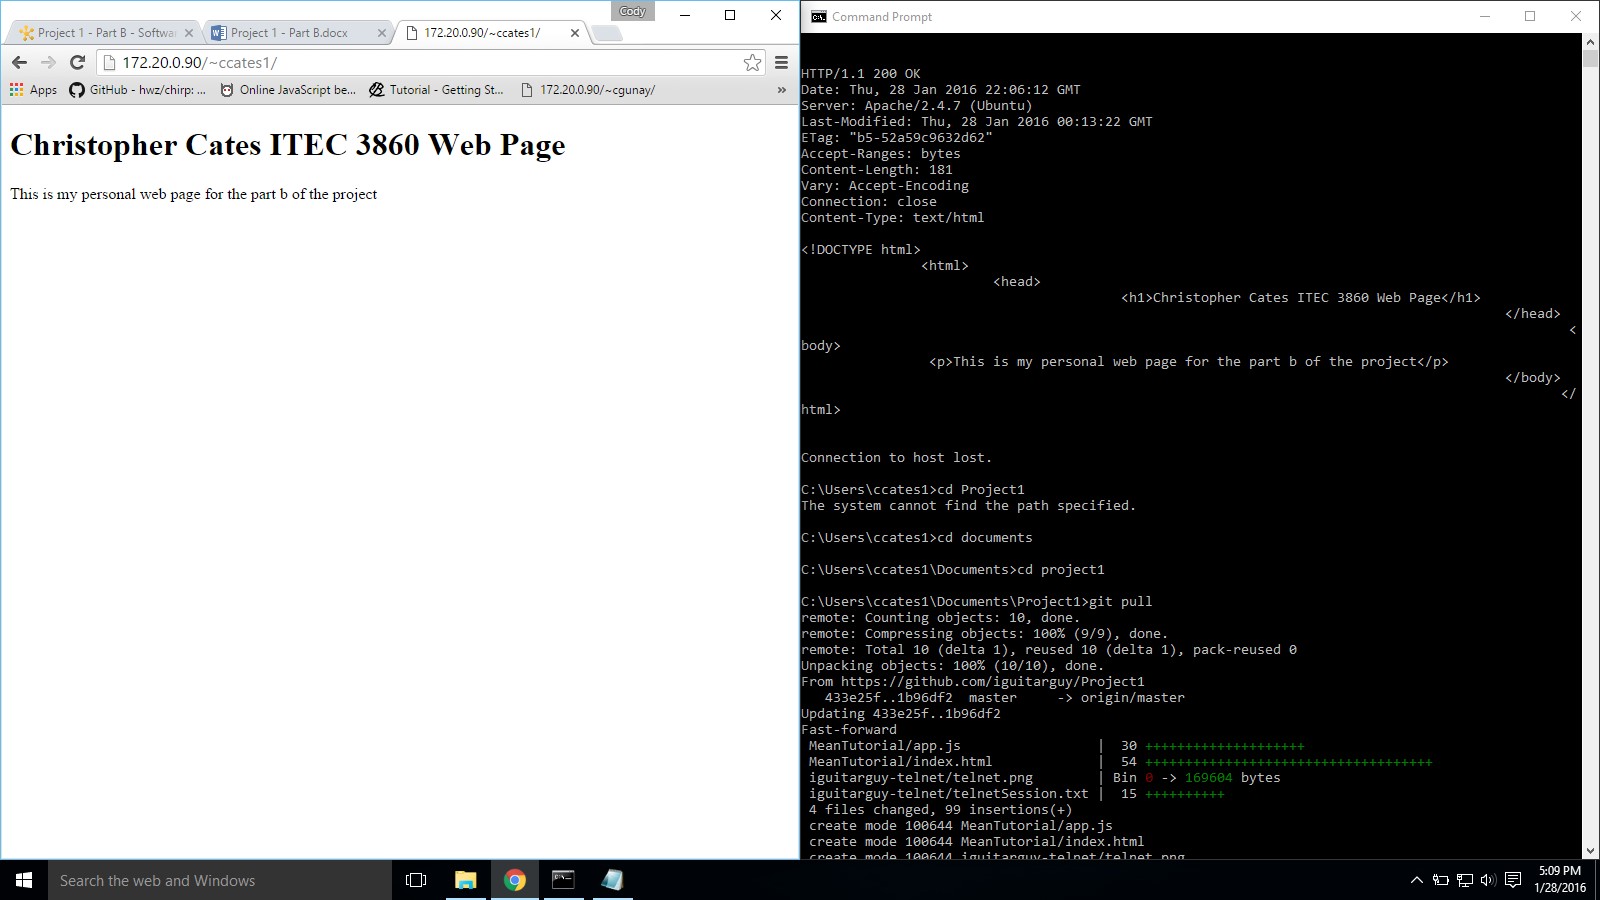 Cody
Project 1 - Part B - Softwa
Project 1 - Part B.docx
172.20.0.90/~ccates1/
172.20.0.90/~ccates1/
Apps
GitHub - hwz/chirp: ...
Online JavaScript be...
Tutorial - Getting St...
172.20.0.90/~cgunay/
»
Christopher Cates ITEC 3860 Web Page
This is my personal web page for the part b of the project
Command Prompt
HTTP/1.1 200 OK
Date: Thu, 28 Jan 2016 22:06:12 GMT
Server: Apache/2.4.7 (Ubuntu)
Last-Modified: Thu, 28 Jan 2016 00:13:22 GMT
ETag: "b5-52a59c9632d62"
Accept-Ranges: bytes
Content-Length: 181
Vary: Accept-Encoding
Connection: close
Content-Type: text/html
<!DOCTYPE html>
<html>
<head>
<h1>Christopher Cates ITEC 3860 Web Page</h1>
</head>
<
body>
<p>This is my personal web page for the part b of the project</p>
</body>
</
html>
Connection to host lost.
C:\Users\ccates1>cd Project1
The system cannot find the path specified.
C:\Users\ccates1>cd documents
C:\Users\ccates1\Documents>cd project1
C:\Users\ccates1\Documents\Project1>git pull
remote: Counting objects: 10, done.
remote: Compressing objects: 100% (9/9), done.
remote: Total 10 (delta 1), reused 10 (delta 1), pack-reused 0
Unpacking objects: 100% (10/10), done.
From https://github.com/iguitarguy/Project1
433e25f..1b96df2  master     -> origin/master
Updating 433e25f..1b96df2
Fast-forward
MeanTutorial/app.js                 |  30 ++++++++++++++++++++
MeanTutorial/index.html             |  54 ++++++++++++++++++++++++++++++++++++
iguitarguy-telnet/telnet.png        | Bin 0 -> 169604 bytes
iguitarguy-telnet/telnetSession.txt |  15 ++++++++++
4 files changed, 99 insertions(+)
create mode 100644 MeanTutorial/app.js
create mode 100644 MeanTutorial/index.html
create mode 100644 iguitarguy-telnet/telnet.png
Search the web and Windows
5:09 PM
1/28/2016